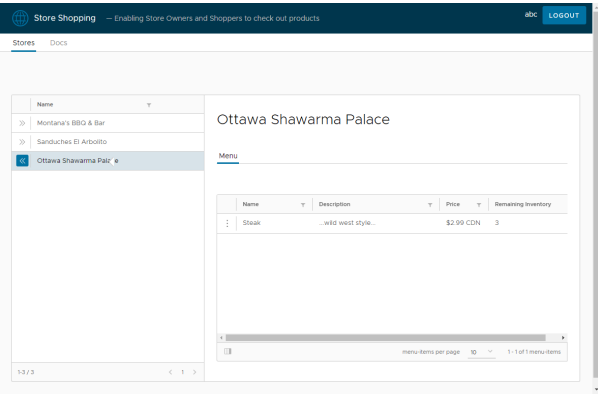 Store Shopping — Enabling Store Owners and Shoppers to check out products abc LOGOUT
Stores Docs
Name
Montana's BBQ & Bar
Sanduches El Arbolito
Ottawa Shawarma Palace
1-3 / 3 1
Ottawa Shawarma Palace
Menu
Name Description Price Remaining Inventory
Steak ...wild west style... $2.99 CDN 3
menu-items per page 10 1 - 1 of 1 menu-items